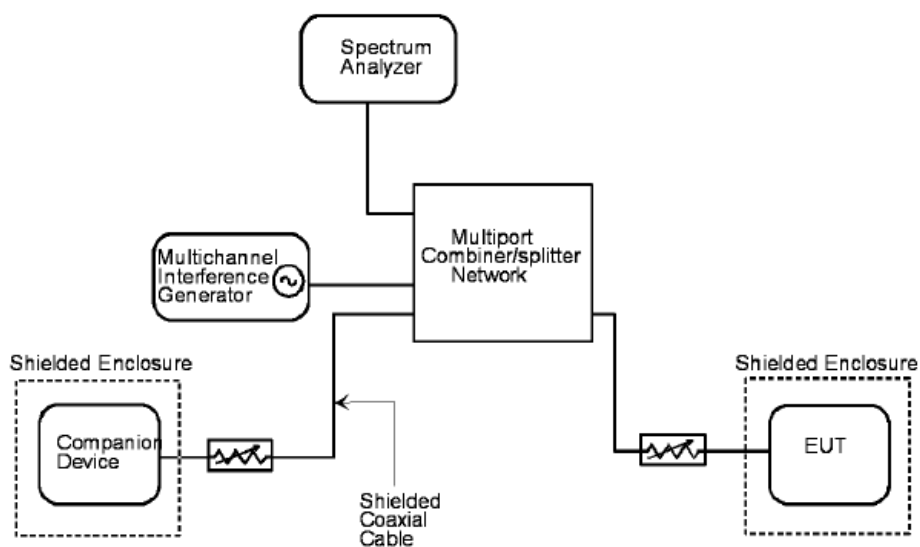 Spectrum
Analyzer
Multiport
Combiner/splitter
Network
Multichannel
Interference
Generator
Shielded Enclosure
Companion
Device
Shielded
Coaxial
Cable
Shielded Enclosure
EUT